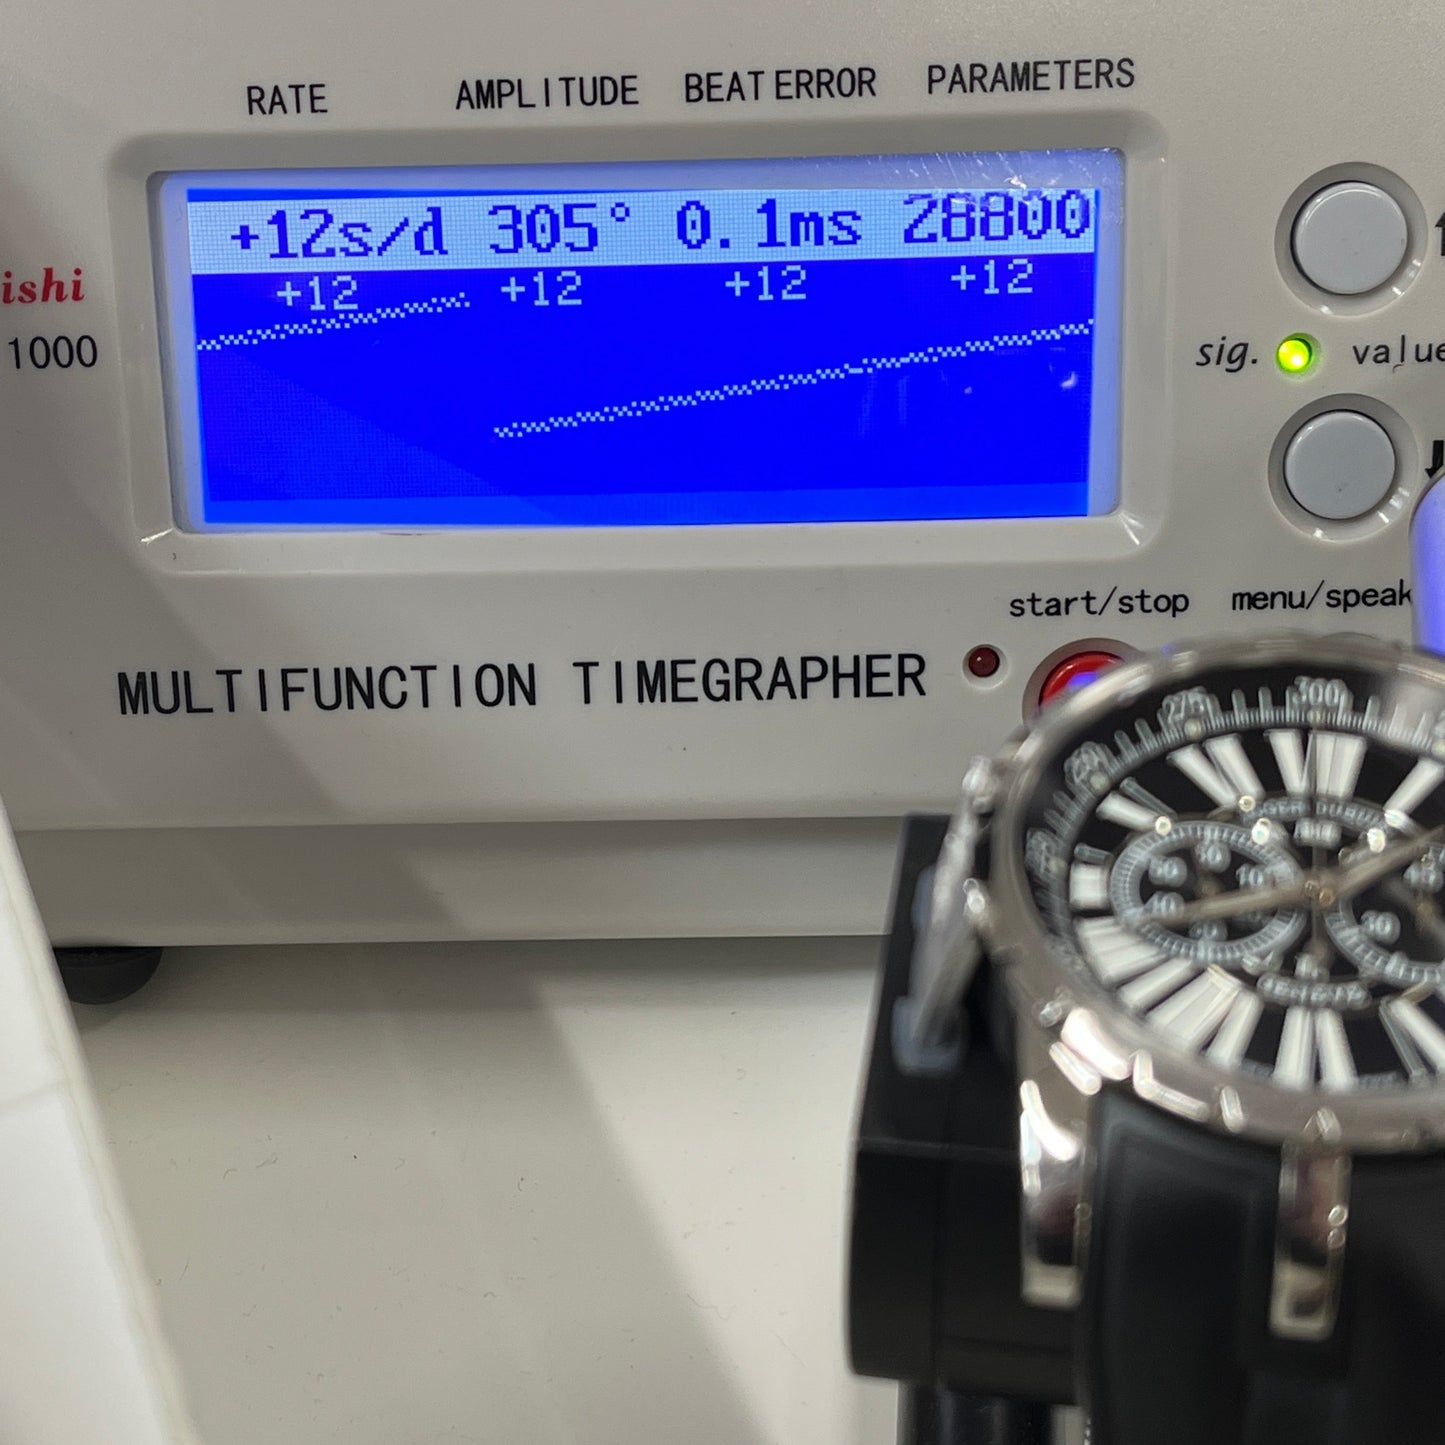 RATE AMPLITUDE BEAT ERROR PARAMETERS
+12s/d 305° 0.1ms 28800
+12 +12 +12 +12
ishi
1000
sig. value
start/stop menu/speak
MULTIFUNCTION TIMEGRAPHER
275 300